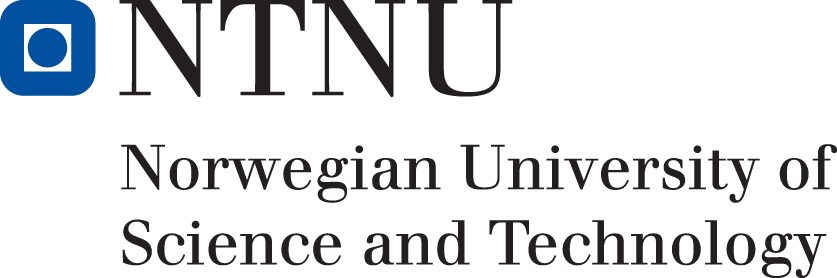 NTNU
Norwegian University of
Science and Technology